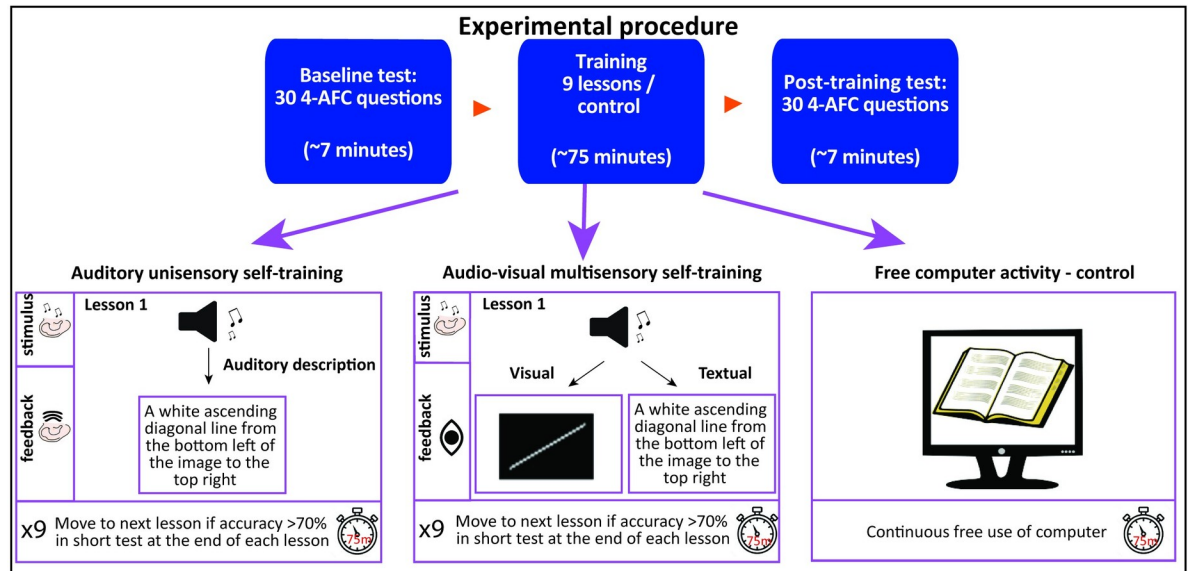 Experimental procedure
Baseline test:
30 4-AFC questions
(~7 minutes)
Training
9 lessons /
control
(~75 minutes)
Post-training test:
30 4-AFC questions
(~7 minutes)
Auditory unisensory self-training
stimulus
Lesson 1
Auditory description
feedback
A white ascending
diagonal line from
the bottom left of
the image to the
top right
x9
Move to next lesson if accuracy >70%
in short test at the end of each lesson
75m
Audio-visual multisensory self-training
stimulus
Lesson 1
Visual
Textual
feedback
A white ascending
diagonal line from
the bottom left of
the image to the
top right
x9
Move to next lesson if accuracy >70%
in short test at the end of each lesson
75m
Free computer activity - control
Continuous free use of computer
75m